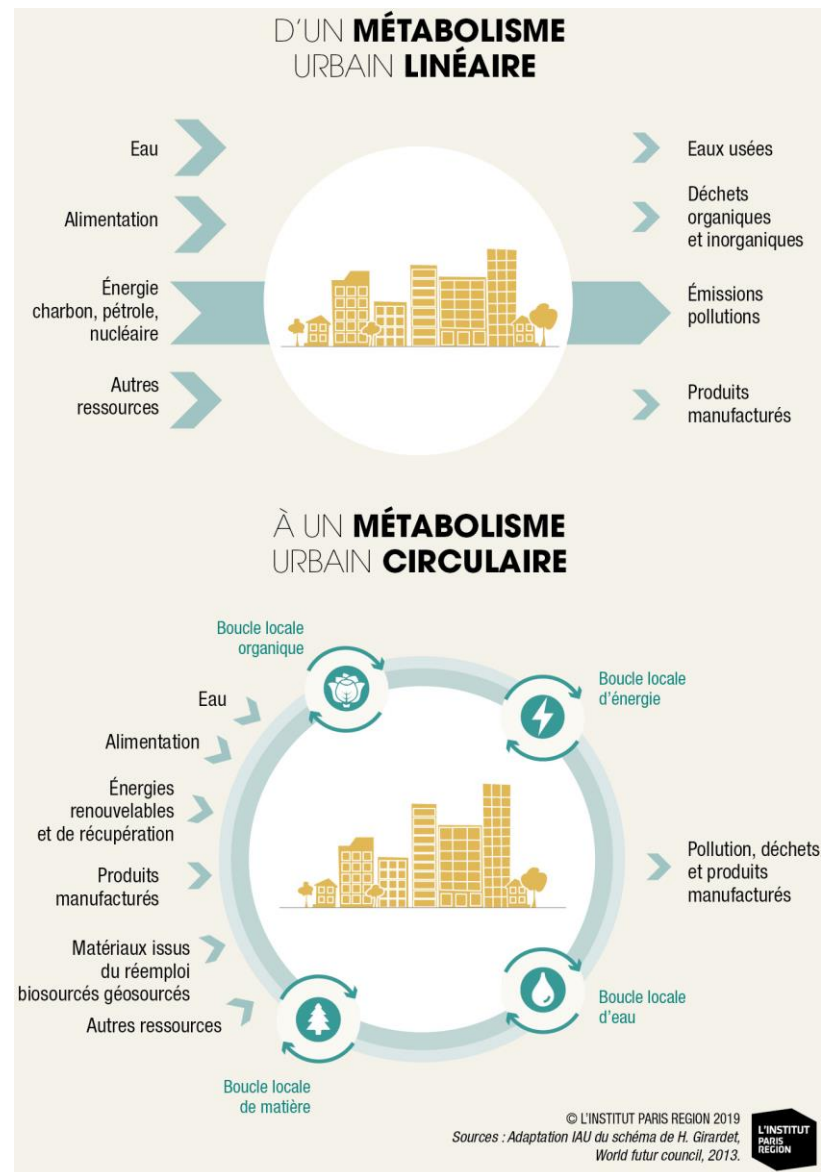 D'UN MÉTABOLISME
URBAIN LINÉAIRE
Eau
Alimentation
Énergie
charbon, pétrole,
nucléaire
Autres
ressources
Eaux usées
Déchets
organiques
et inorganiques
Émissions
pollutions
Produits
manufacturés
À UN MÉTABOLISME
URBAIN CIRCULAIRE
Boucle locale
organique
Boucle locale
d'énergie
Eau
Alimentation
Énergies
renouvelables
et de récupération
Produits
manufacturés
Matériaux issus
du réemploi
biosourcés géosourcés
Autres ressources
Pollution, déchets
et produits
manufacturés
Boucle locale
d'eau
Boucle locale
de matière
© L'INSTITUT PARIS REGION 2019
Sources : Adaptation IAU du schéma de H. Girardet,
World futur council, 2013.
L'INSTITUT
PARIS
REGION